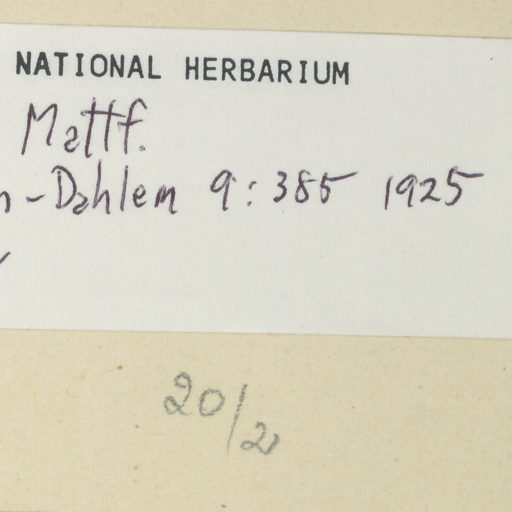 NATIONAL HERBARIUM
Mattf.
n-Dahlem 9:385 1925
20/2